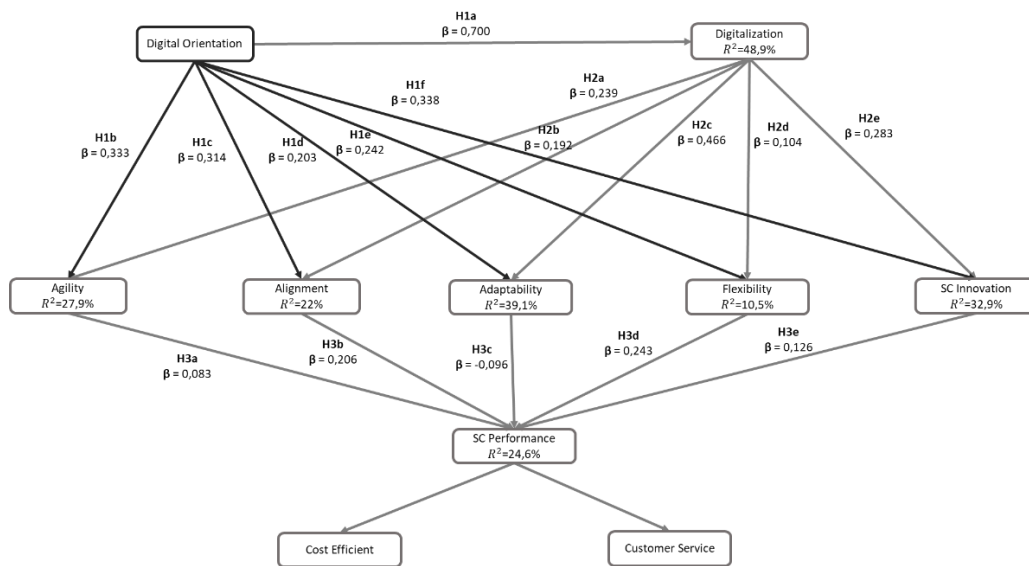 H1a
β = 0,700
Digital Orientation
Digitalization
R²=48,9%
H1f
β = 0,338
H2a
β = 0,239
H1b
β = 0,333
H1c
β = 0,314
H1d
β = 0,203
H1e
β = 0,242
H2b
β = 0,192
H2c
β = 0,466
H2d
β = 0,104
H2e
β = 0,283
Agility
R²=27,9%
Alignment
R²=22%
Adaptability
R²=39,1%
Flexibility
R²=10,5%
SC Innovation
R²=32,9%
H3a
β = 0,083
H3b
β = 0,206
H3c
β = -0,096
H3d
β = 0,243
H3e
β = 0,126
SC Performance
R²=24,6%
Cost Efficient
Customer Service